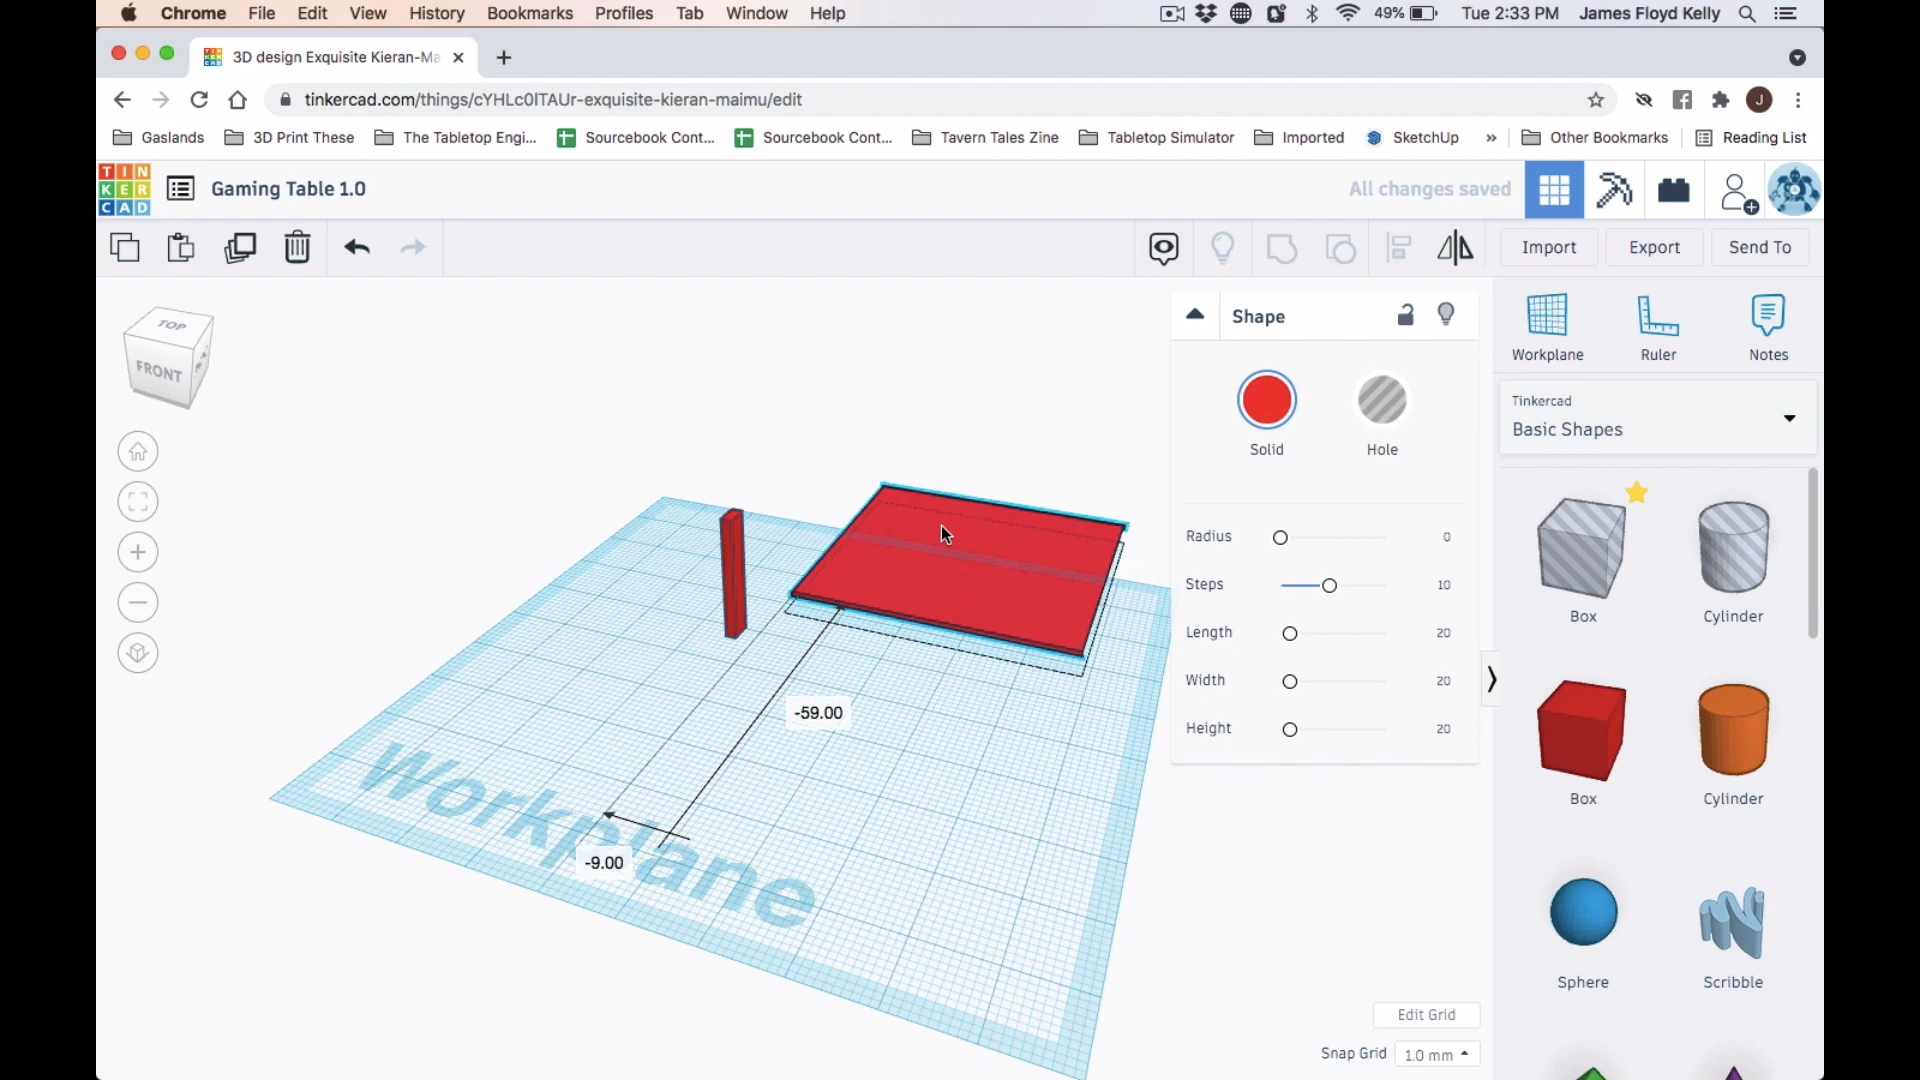 Chrome File Edit View History Bookmarks Profiles Tab Window Help 49% Tue 2:33 PM James Floyd Kelly
3D design Exquisite Kieran-Ma
tinkercad.com/things/cYHLc0lTAUr-exquisite-kieran-maimu/edit J
Gaslands 3D Print These The Tabletop Engi... Sourcebook Cont... Sourcebook Cont... Tavern Tales Zine Tabletop Simulator Imported SketchUp » Other Bookmarks Reading List
TIN
KER
CAD
Gaming Table 1.0
All changes saved
Import Export Send To
TOP
FRONT
Shape
Solid Hole
Radius 0
Steps 10
Length 20
Width 20
Height 20
Workplane Ruler Notes
Tinkercad
Basic Shapes
Box Cylinder
Box Cylinder
Sphere Scribble
-59.00
-9.00
Workplane
Edit Grid
Snap Grid 1.0 mm